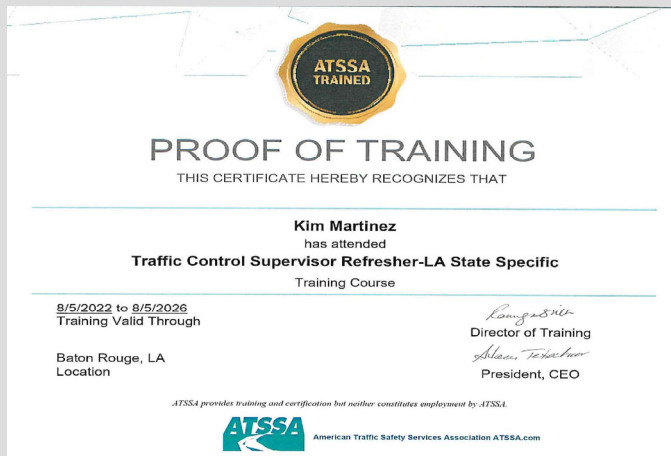 ATSSA
TRAINED
PROOF OF TRAINING
THIS CERTIFICATE HEREBY RECOGNIZES THAT
Kim Martinez
has attended
Traffic Control Supervisor Refresher-LA State Specific
Training Course
8/5/2022 to 8/5/2026
Training Valid Through
Director of Training
Baton Rouge, LA
Location
President, CEO
ATSSA provides training and certification but neither constitutes employment by ATSSA.
ATSSA
American Traffic Safety Services Association ATSSA.com